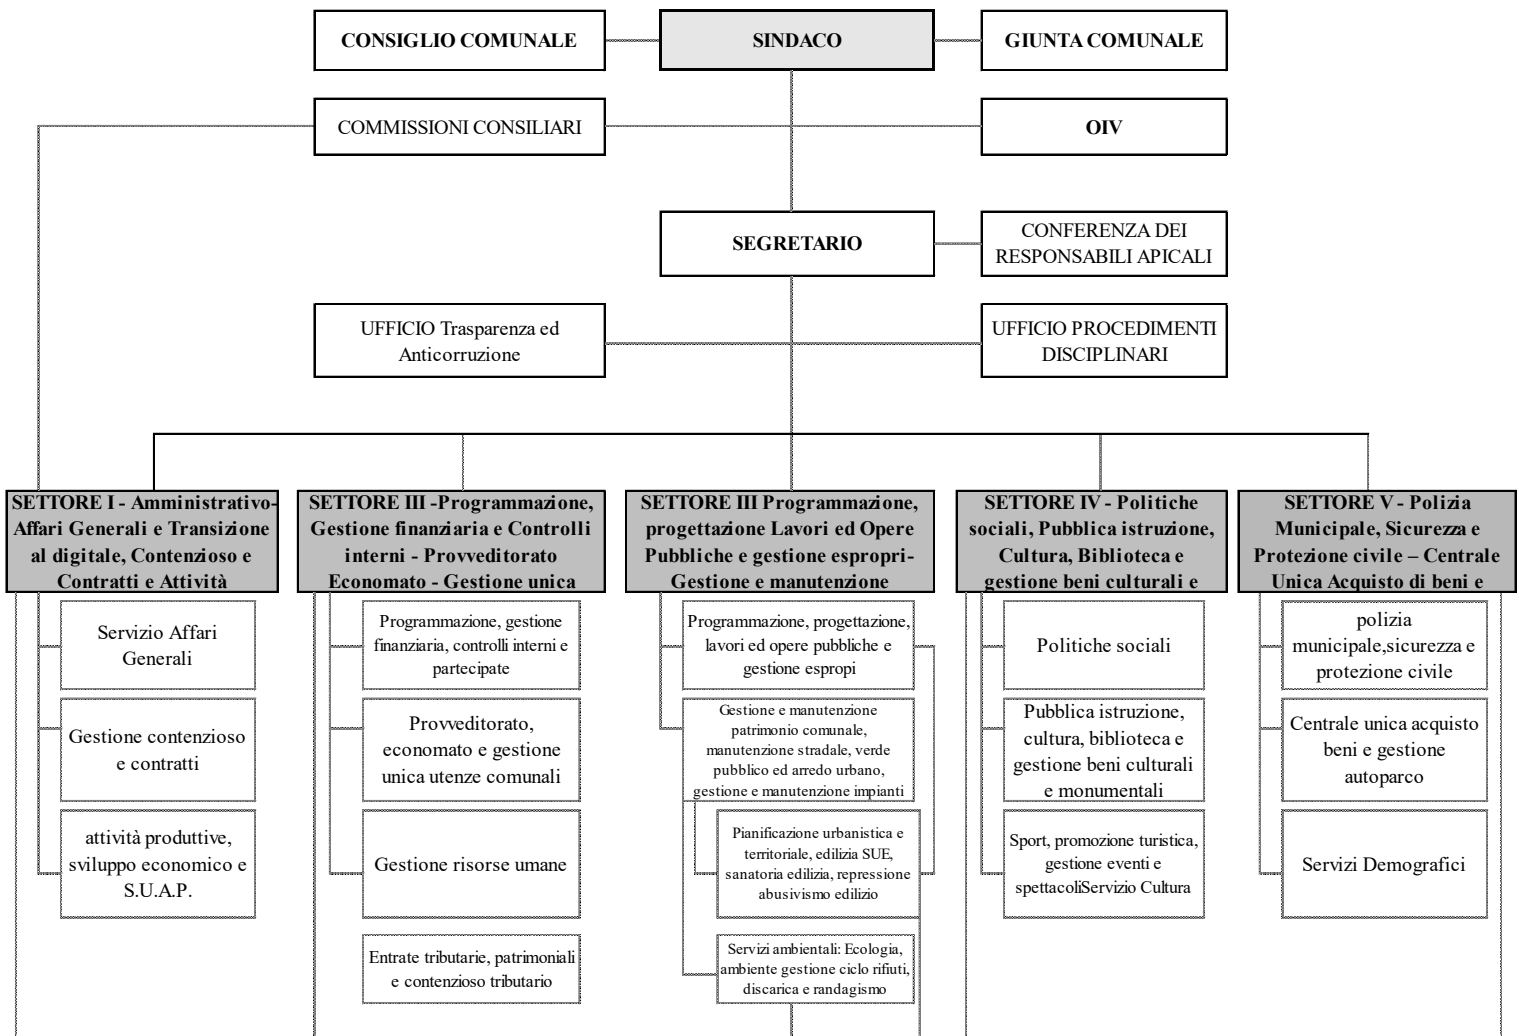 CONSIGLIO COMUNALE
SINDACO
GIUNTA COMUNALE
COMMISSIONI CONSILIARI
OIV
SEGRETARIO
CONFERENZA DEI
RESPONSABILI APICALI
UFFICIO Trasparenza ed
Anticorruzione
UFFICIO PROCEDIMENTI
DISCIPLINARI
SETTORE I - Amministrativo-
Affari Generali e Transizione
al digitale, Contenzioso e
Contratti e Attività
SETTORE III -Programmazione,
Gestione finanziaria e Controlli
interni - Provveditorato
Economato - Gestione unica
SETTORE III Programmazione,
progettazione Lavori ed Opere
Pubbliche e gestione espropri-
Gestione e manutenzione
SETTORE IV - Politiche
sociali, Pubblica istruzione,
Cultura, Biblioteca e
gestione beni culturali e
SETTORE V - Polizia
Municipale, Sicurezza e
Protezione civile – Centrale
Unica Acquisto di beni e
Servizio Affari
Generali
Programmazione, gestione
finanziaria, controlli interni e
partecipate
Programmazione, progettazione,
lavori ed opere pubbliche e
gestione espopi
Politiche sociali
polizia
municipale,sicurezza e
protezione civile
Gestione contenzioso
e contratti
Provveditorato,
economato e gestione
unica utenze comunali
Gestione e manutenzione
patrimonio comunale,
manutenzione stradale, verde
pubblico ed arredo urbano,
gestione e manutenzione impianti
Pubblica istruzione,
cultura, biblioteca e
gestione beni culturali
e monumentali
Centrale unica acquisto
beni e gestione
autoparco
attività produttive,
sviluppo economico e
S.U.A.P.
Gestione risorse umane
Pianificazione urbanistica e
territoriale, edilizia SUE,
sanatoria edilizia, repressione
abusivismo edilizio
Sport, promozione turistica,
gestione eventi e
spettacoliServizio Cultura
Servizi Demografici
Entrate tributarie, patrimoniali
e contenzioso tributario
Servizi ambientali: Ecologia,
ambiente gestione ciclo rifiuti,
discarica e randagismo